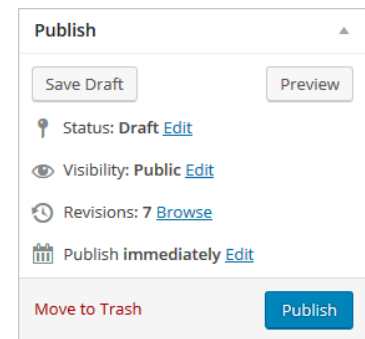 Publish
Save Draft Preview
Status: Draft Edit
Visibility: Public Edit
Revisions: 7 Browse
Publish immediately Edit
Move to Trash Publish